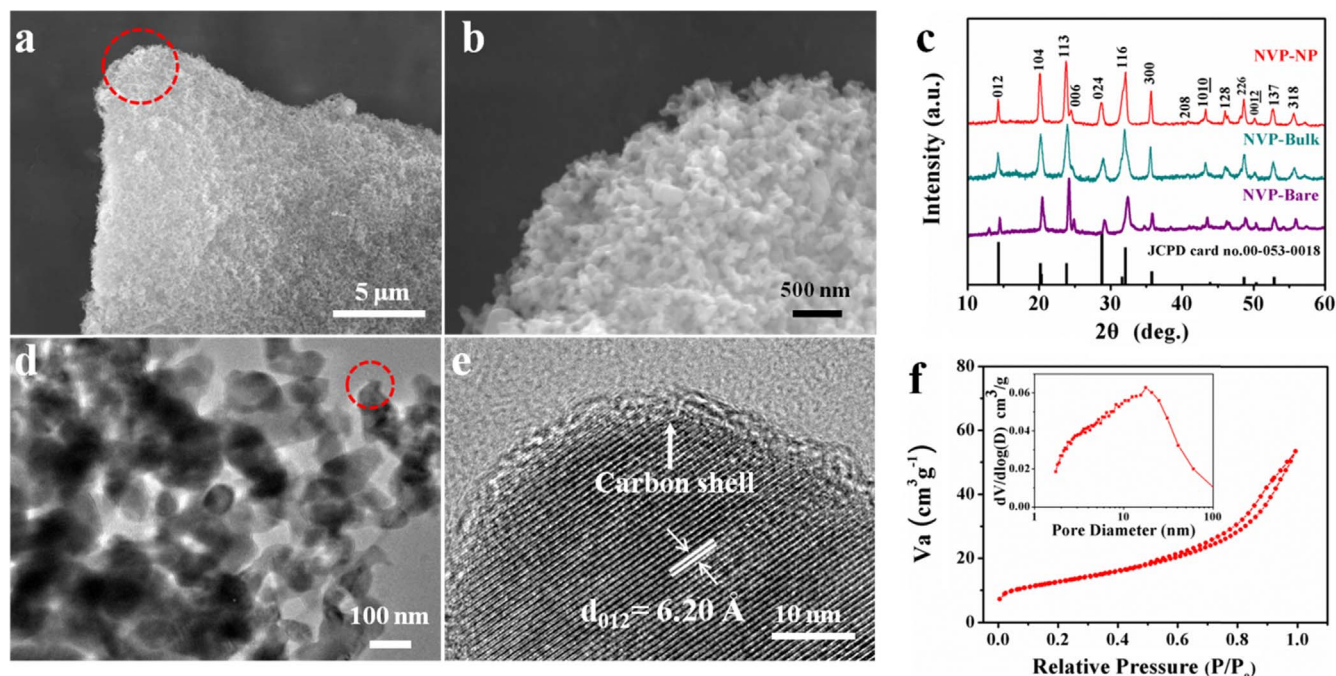 a
5 μm
b
500 nm
c
Intensity (a.u.)
012
104
113
006
024
116
300
208
1010
128
226
0012
137
318
NVP-NP
NVP-Bulk
NVP-Bare
JCPD card no.00-053-0018
10 20 30 40 50 60
2θ (deg.)
d
100 nm
e
Carbon shell
d₀₁₂= 6.20 Å
10 nm
f
Va (cm³g⁻¹)
80
60
40
20
0
dV/dlog(D) cm³/g
0.06
0.04
0.02
0.00
1 10 100
Pore Diameter (nm)
0.0 0.2 0.4 0.6 0.8 1.0
Relative Pressure (P/P₀)